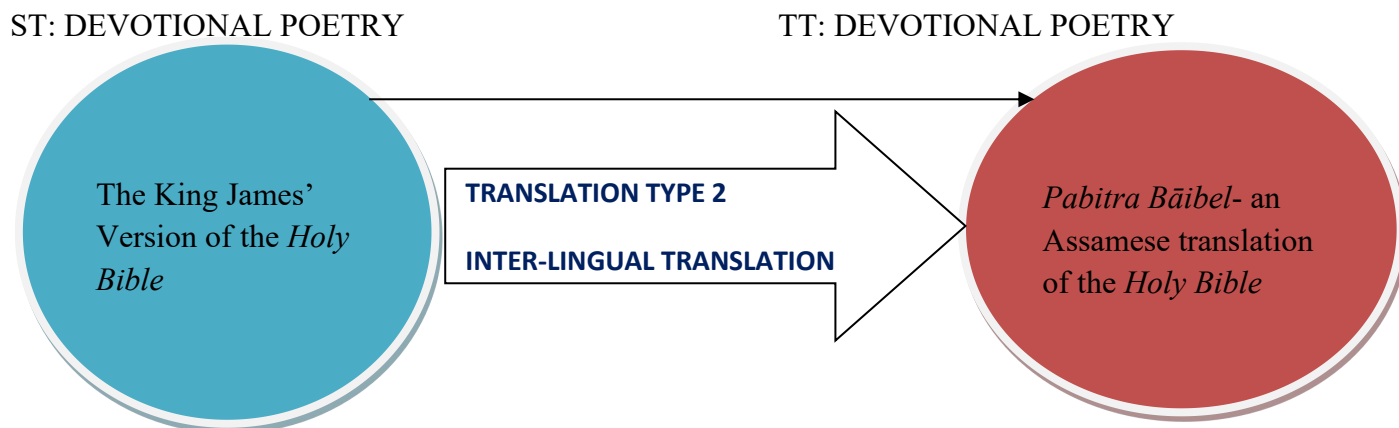 ST: DEVOTIONAL POETRY
TT: DEVOTIONAL POETRY
The King James’
Version of the Holy
Bible
TRANSLATION TYPE 2
INTER-LINGUAL TRANSLATION
Pabitra Bāibel- an
Assamese translation
of the Holy Bible